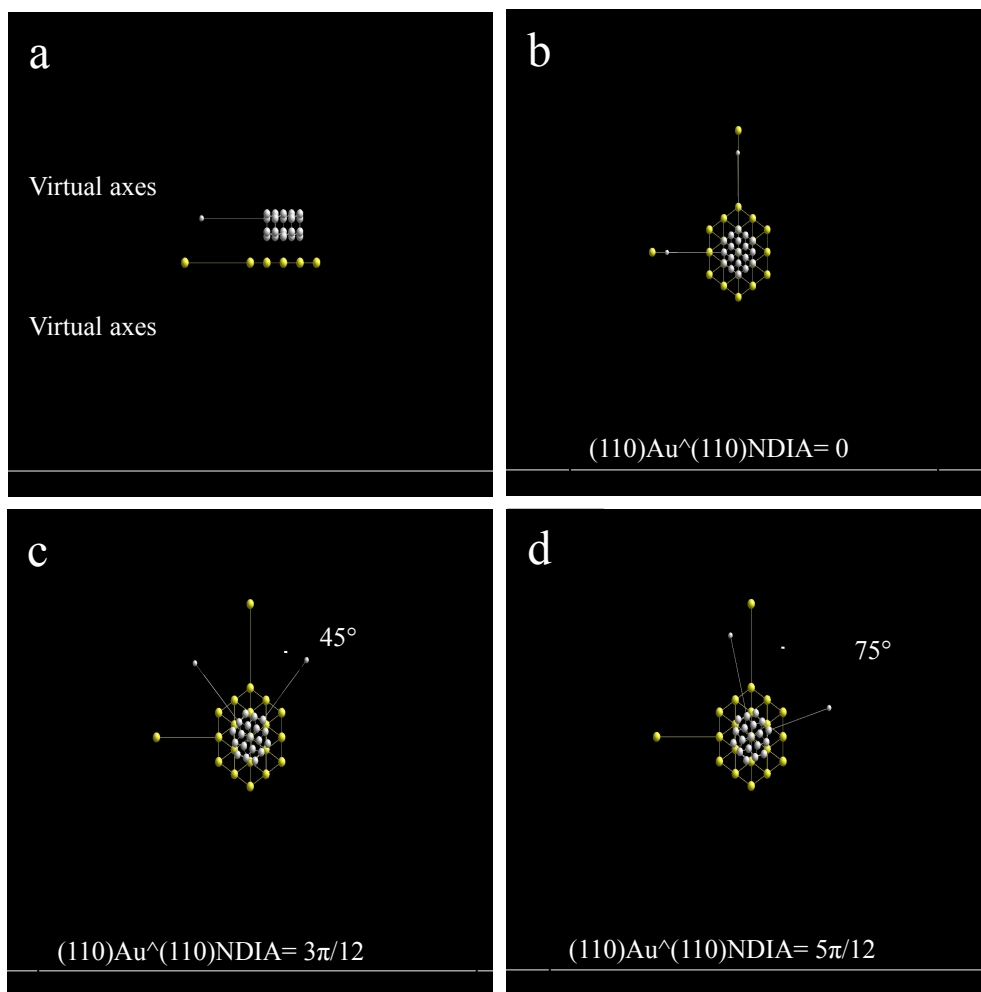 a
Virtual axes
Virtual axes
b
(110)Au^(110)NDIA= 0
c
45°
(110)Au^(110)NDIA= 3π/12
d
75°
(110)Au^(110)NDIA= 5π/12